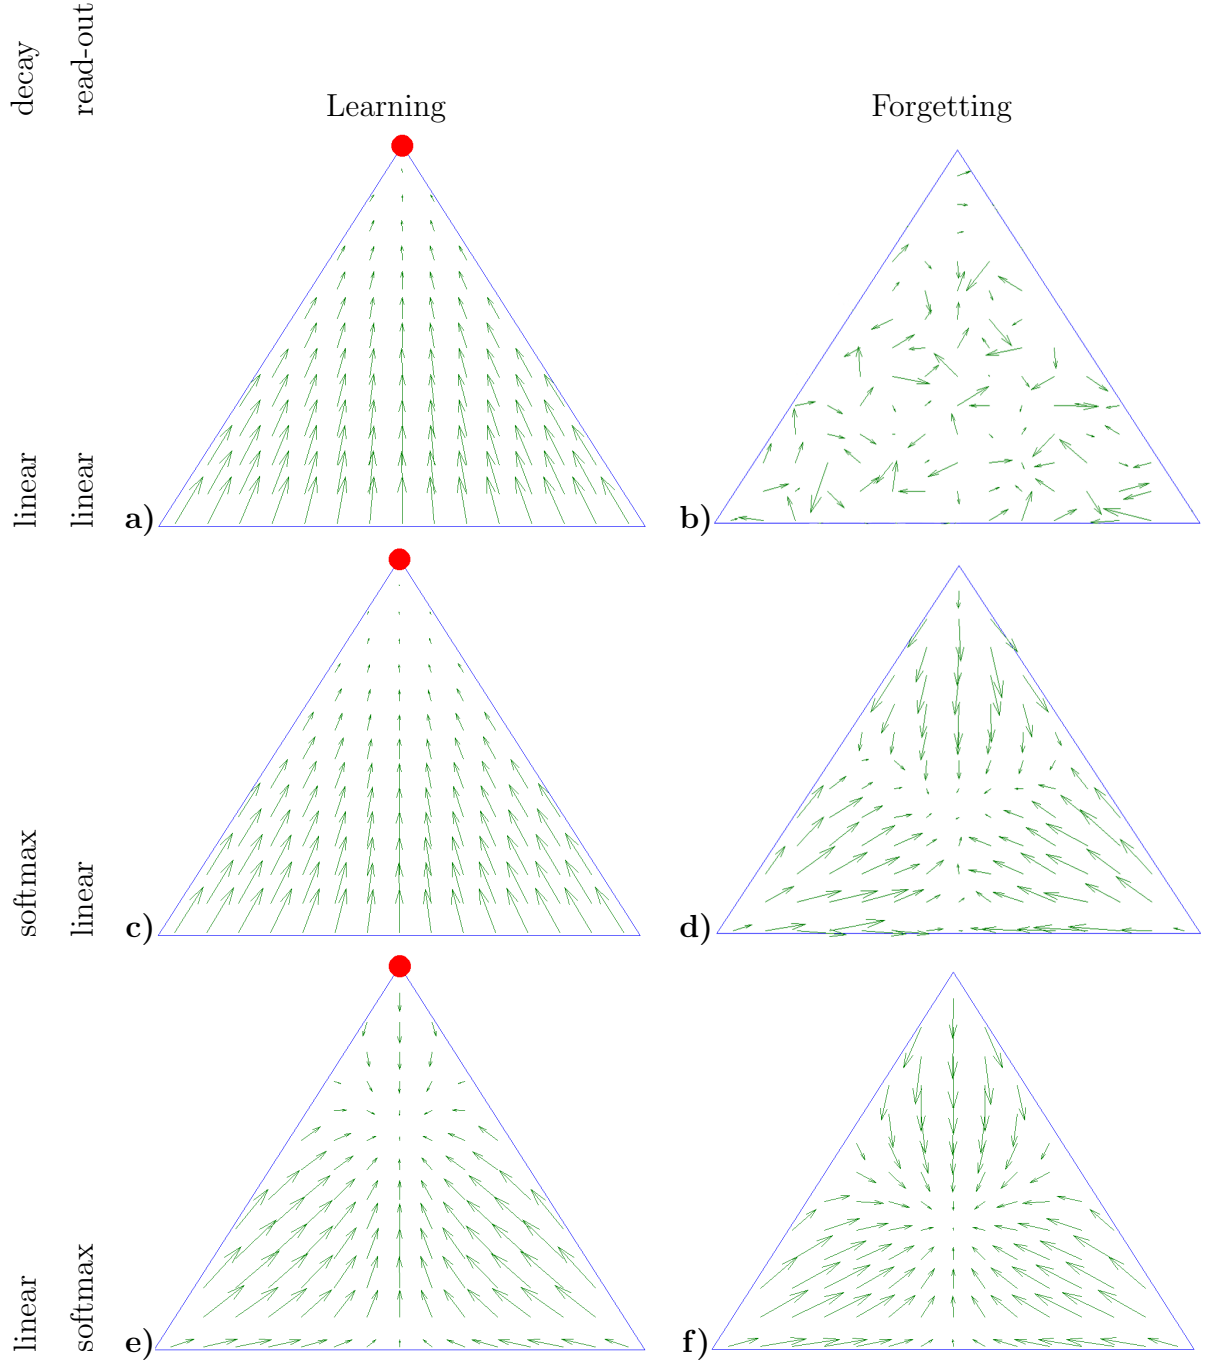 decay
read-out
Learning
Forgetting
linear
linear
a)
b)
softmax
linear
c)
d)
linear
softmax
e)
f)